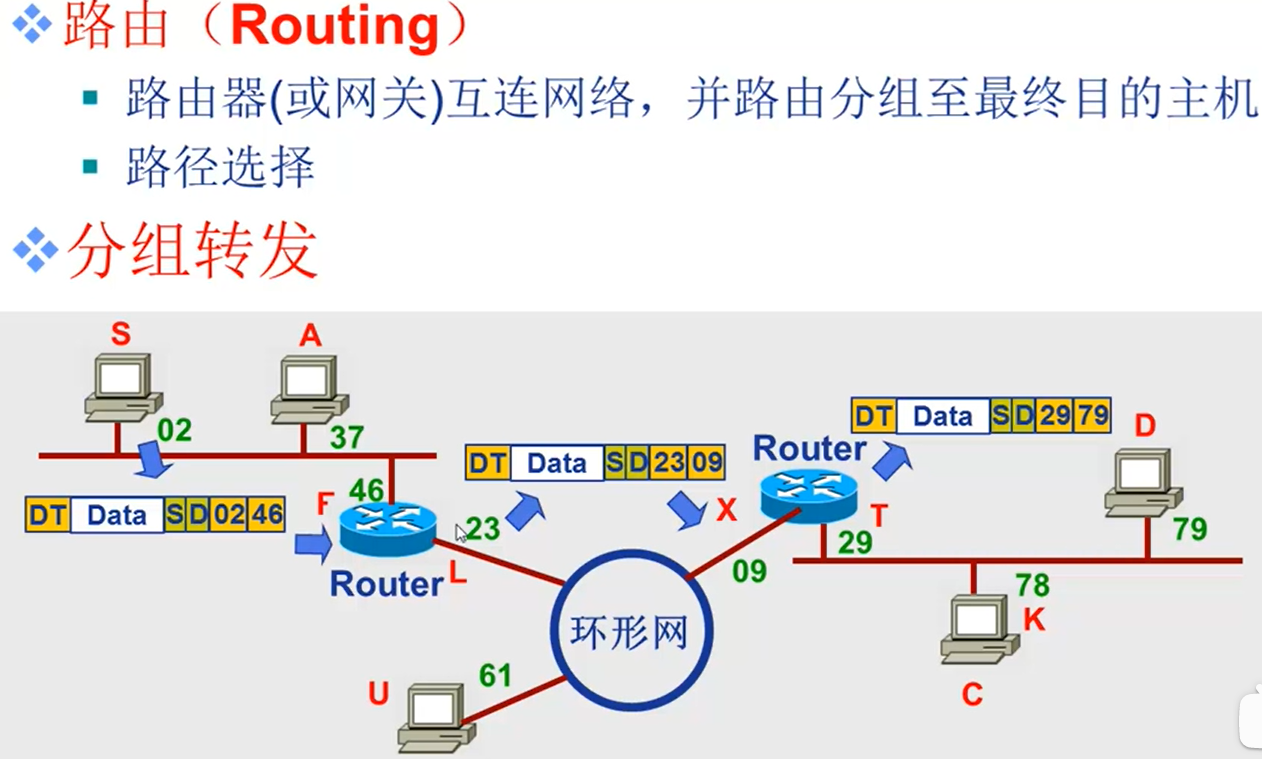 路由（Routing）
路由器(或网关)互连网络，并路由分组至最终目的主机
路径选择
分组转发
S
A
02
37
DT Data S D 29 79
D
Router
DT Data S D 23 09
46
F
DT Data S D 02 46
X
T
23
29
79
Router
L
09
78
K
环形网
61
U
C